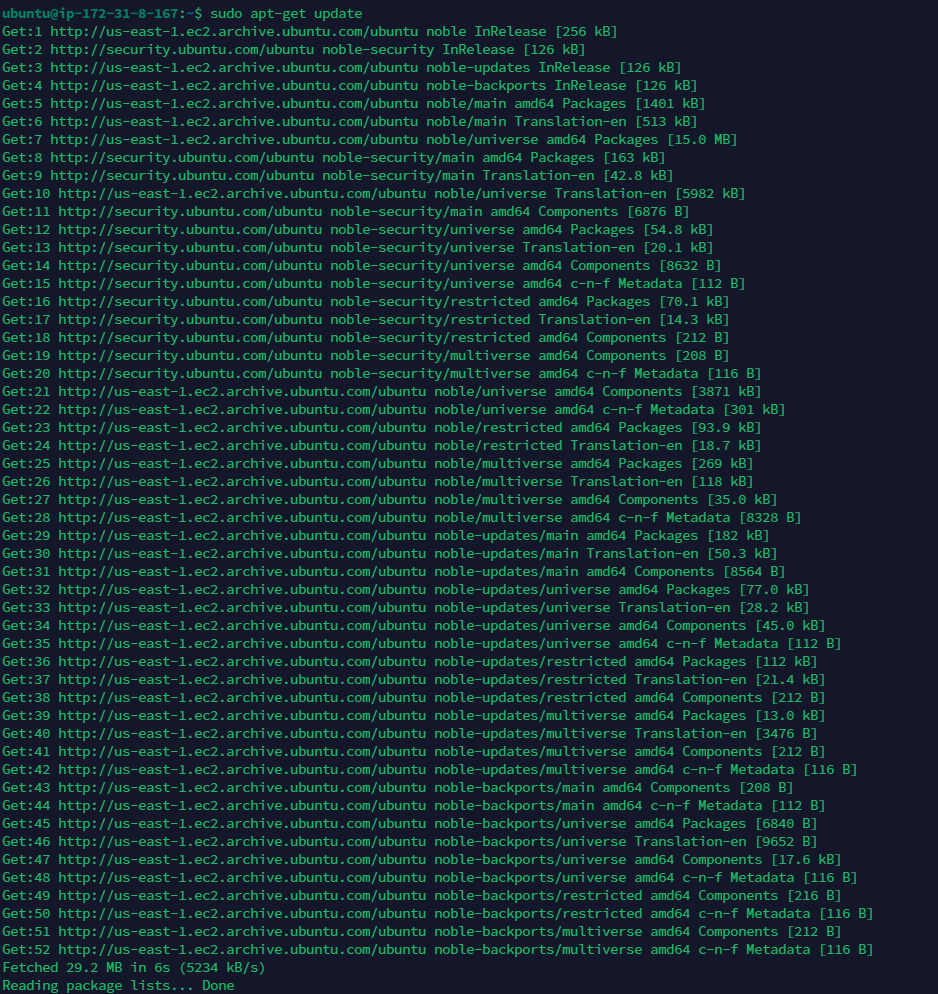 ubuntu@ip-172-31-8-167:~$ sudo apt-get update
Get:1 http://us-east-1.ec2.archive.ubuntu.com/ubuntu noble InRelease [256 kB]
Get:2 http://security.ubuntu.com/ubuntu noble-security InRelease [126 kB]
Get:3 http://us-east-1.ec2.archive.ubuntu.com/ubuntu noble-updates InRelease [126 kB]
Get:4 http://us-east-1.ec2.archive.ubuntu.com/ubuntu noble-backports InRelease [126 kB]
Get:5 http://us-east-1.ec2.archive.ubuntu.com/ubuntu noble/main amd64 Packages [1401 kB]
Get:6 http://us-east-1.ec2.archive.ubuntu.com/ubuntu noble/main Translation-en [513 kB]
Get:7 http://us-east-1.ec2.archive.ubuntu.com/ubuntu noble/universe amd64 Packages [15.0 MB]
Get:8 http://security.ubuntu.com/ubuntu noble-security/main amd64 Packages [163 kB]
Get:9 http://security.ubuntu.com/ubuntu noble-security/main Translation-en [42.8 kB]
Get:10 http://us-east-1.ec2.archive.ubuntu.com/ubuntu noble/universe Translation-en [5982 kB]
Get:11 http://security.ubuntu.com/ubuntu noble-security/main amd64 Components [6876 B]
Get:12 http://security.ubuntu.com/ubuntu noble-security/universe amd64 Packages [54.8 kB]
Get:13 http://security.ubuntu.com/ubuntu noble-security/universe Translation-en [20.1 kB]
Get:14 http://security.ubuntu.com/ubuntu noble-security/universe amd64 Components [8632 B]
Get:15 http://security.ubuntu.com/ubuntu noble-security/universe amd64 c-n-f Metadata [112 B]
Get:16 http://security.ubuntu.com/ubuntu noble-security/restricted amd64 Packages [70.1 kB]
Get:17 http://security.ubuntu.com/ubuntu noble-security/restricted Translation-en [14.3 kB]
Get:18 http://security.ubuntu.com/ubuntu noble-security/restricted amd64 Components [212 B]
Get:19 http://security.ubuntu.com/ubuntu noble-security/multiverse amd64 Components [208 B]
Get:20 http://security.ubuntu.com/ubuntu noble-security/multiverse amd64 c-n-f Metadata [116 B]
Get:21 http://us-east-1.ec2.archive.ubuntu.com/ubuntu noble/universe amd64 Components [3871 kB]
Get:22 http://us-east-1.ec2.archive.ubuntu.com/ubuntu noble/universe amd64 c-n-f Metadata [301 kB]
Get:23 http://us-east-1.ec2.archive.ubuntu.com/ubuntu noble/restricted amd64 Packages [93.9 kB]
Get:24 http://us-east-1.ec2.archive.ubuntu.com/ubuntu noble/restricted Translation-en [18.7 kB]
Get:25 http://us-east-1.ec2.archive.ubuntu.com/ubuntu noble/multiverse amd64 Packages [269 kB]
Get:26 http://us-east-1.ec2.archive.ubuntu.com/ubuntu noble/multiverse Translation-en [118 kB]
Get:27 http://us-east-1.ec2.archive.ubuntu.com/ubuntu noble/multiverse amd64 Components [35.0 kB]
Get:28 http://us-east-1.ec2.archive.ubuntu.com/ubuntu noble/multiverse amd64 c-n-f Metadata [8328 B]
Get:29 http://us-east-1.ec2.archive.ubuntu.com/ubuntu noble-updates/main amd64 Packages [182 kB]
Get:30 http://us-east-1.ec2.archive.ubuntu.com/ubuntu noble-updates/main Translation-en [50.3 kB]
Get:31 http://us-east-1.ec2.archive.ubuntu.com/ubuntu noble-updates/main amd64 Components [8564 B]
Get:32 http://us-east-1.ec2.archive.ubuntu.com/ubuntu noble-updates/universe amd64 Packages [77.0 kB]
Get:33 http://us-east-1.ec2.archive.ubuntu.com/ubuntu noble-updates/universe Translation-en [28.2 kB]
Get:34 http://us-east-1.ec2.archive.ubuntu.com/ubuntu noble-updates/universe amd64 Components [45.0 kB]
Get:35 http://us-east-1.ec2.archive.ubuntu.com/ubuntu noble-updates/universe amd64 c-n-f Metadata [112 B]
Get:36 http://us-east-1.ec2.archive.ubuntu.com/ubuntu noble-updates/restricted amd64 Packages [112 kB]
Get:37 http://us-east-1.ec2.archive.ubuntu.com/ubuntu noble-updates/restricted Translation-en [21.4 kB]
Get:38 http://us-east-1.ec2.archive.ubuntu.com/ubuntu noble-updates/restricted amd64 Components [212 B]
Get:39 http://us-east-1.ec2.archive.ubuntu.com/ubuntu noble-updates/multiverse amd64 Packages [13.0 kB]
Get:40 http://us-east-1.ec2.archive.ubuntu.com/ubuntu noble-updates/multiverse Translation-en [3476 B]
Get:41 http://us-east-1.ec2.archive.ubuntu.com/ubuntu noble-updates/multiverse amd64 Components [212 B]
Get:42 http://us-east-1.ec2.archive.ubuntu.com/ubuntu noble-updates/multiverse amd64 c-n-f Metadata [116 B]
Get:43 http://us-east-1.ec2.archive.ubuntu.com/ubuntu noble-backports/main amd64 Components [208 B]
Get:44 http://us-east-1.ec2.archive.ubuntu.com/ubuntu noble-backports/main amd64 c-n-f Metadata [112 B]
Get:45 http://us-east-1.ec2.archive.ubuntu.com/ubuntu noble-backports/universe amd64 Packages [6840 B]
Get:46 http://us-east-1.ec2.archive.ubuntu.com/ubuntu noble-backports/universe Translation-en [9652 B]
Get:47 http://us-east-1.ec2.archive.ubuntu.com/ubuntu noble-backports/universe amd64 Components [17.6 kB]
Get:48 http://us-east-1.ec2.archive.ubuntu.com/ubuntu noble-backports/universe amd64 c-n-f Metadata [116 B]
Get:49 http://us-east-1.ec2.archive.ubuntu.com/ubuntu noble-backports/restricted amd64 Components [216 B]
Get:50 http://us-east-1.ec2.archive.ubuntu.com/ubuntu noble-backports/restricted amd64 c-n-f Metadata [116 B]
Get:51 http://us-east-1.ec2.archive.ubuntu.com/ubuntu noble-backports/multiverse amd64 Components [212 B]
Get:52 http://us-east-1.ec2.archive.ubuntu.com/ubuntu noble-backports/multiverse amd64 c-n-f Metadata [116 B]
Fetched 29.2 MB in 6s (5234 kB/s)
Reading package lists... Done